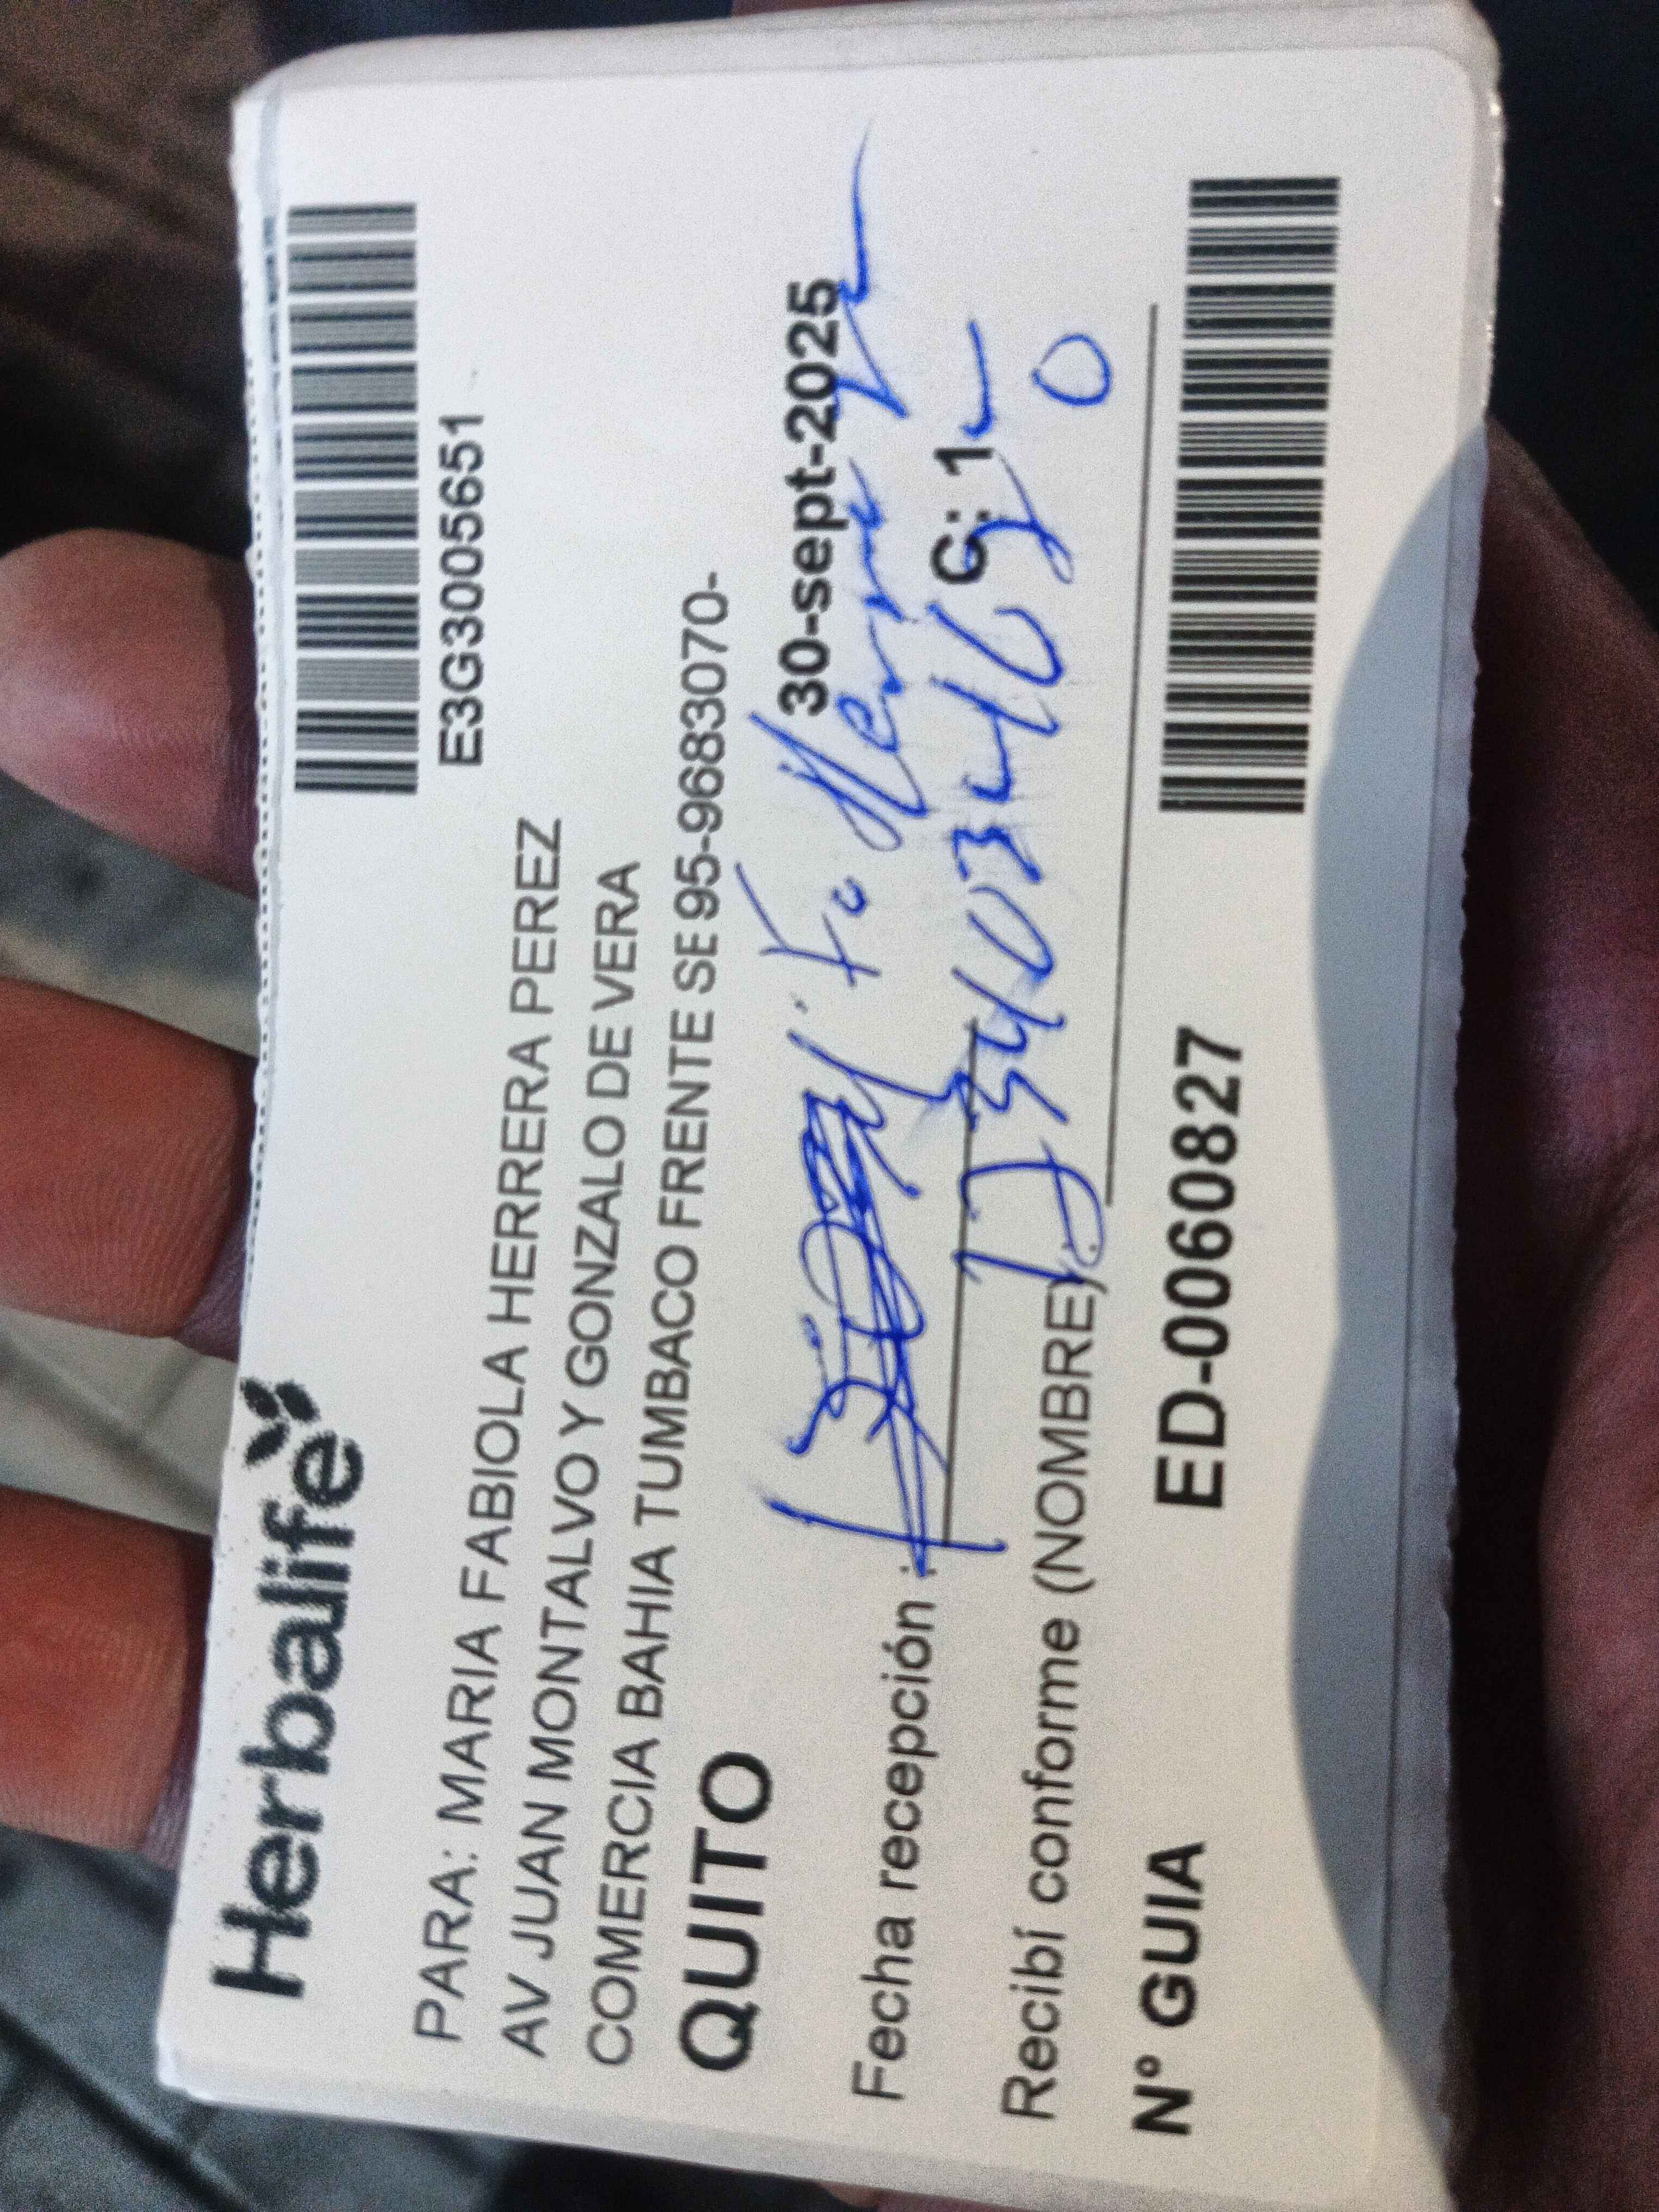 Herbalife
E3G3005651
PARA: MARIA FABIOLA HERRERA PEREZ
AV JUAN MONTALVO Y GONZALO DE VERA
COMERCIA BAHIA TUMBACO FRENTE SE 95-9683070-
QUITO
30-sept-2025
Fecha recepción :
C: 1
Recibí conforme (NOMBRE):
Nº GUIA ED-0060827